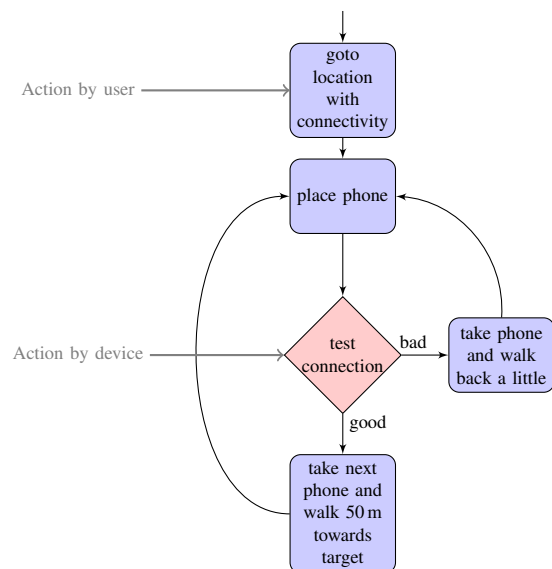 goto
location
with
connectivity
Action by user
place phone
test
connection
bad
take phone
and walk
back a little
Action by device
good
take next
phone and
walk 50 m
towards
target